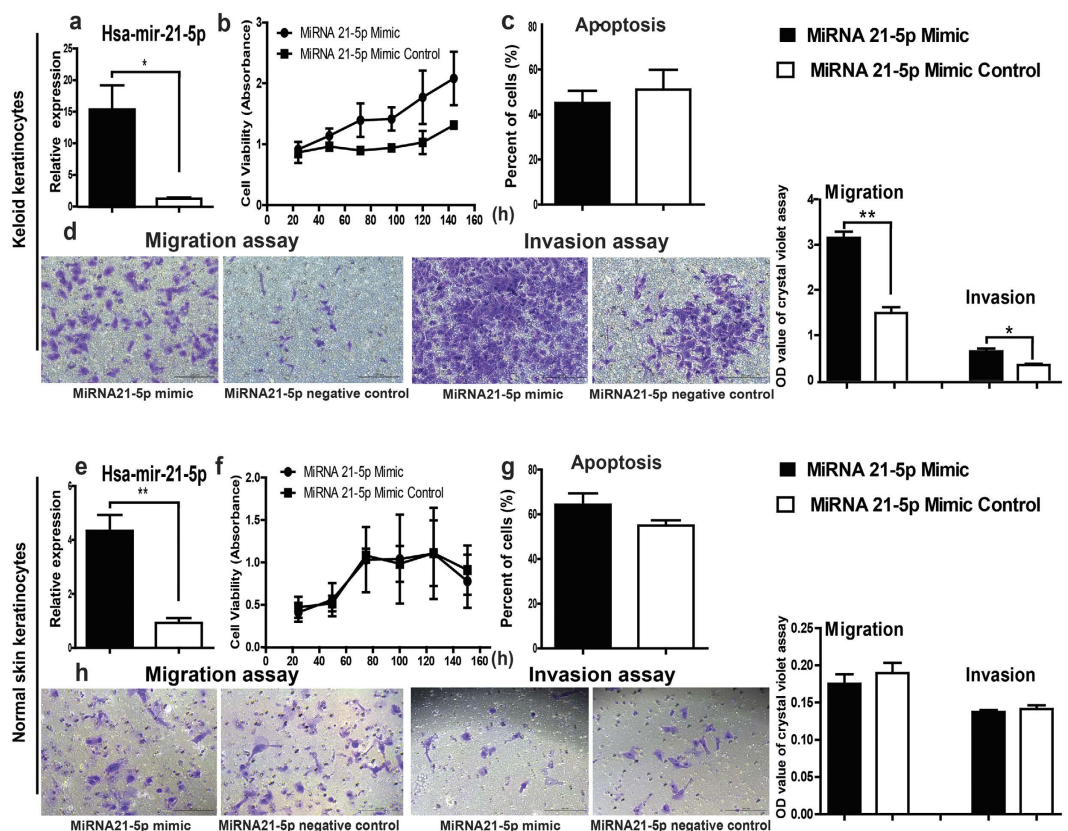 Keloid keratinocytes
a
Hsa-mir-21-5p
*
Relative expression
25
20
15
10
5
0
b
MiRNA 21-5p Mimic
MiRNA 21-5p Mimic Control
Cell Viability (Absorbance)
3
2
1
0
0 20 40 60 80 100 120 140 160
(h)
c
Apoptosis
Percent of cells (%)
80
60
40
20
0
MiRNA 21-5p Mimic
MiRNA 21-5p Mimic Control
d
Migration assay
Invasion assay
MiRNA21-5p mimic
MiRNA21-5p negative control
MiRNA21-5p mimic
MiRNA21-5p negative control
OD value of crystal violet assay
4
3
2
1
0
Migration
**
Invasion
*
Normal skin keratinocytes
e
Hsa-mir-21-5p
**
Relative expression
6
4
2
0
f
MiRNA 21-5p Mimic
MiRNA 21-5p Mimic Control
Cell Viability (Absorbance)
2.0
1.5
1.0
0.5
0.0
0 20 40 60 80 100 120 140 160
(h)
g
Apoptosis
Percent of cells (%)
80
60
40
20
0
MiRNA 21-5p Mimic
MiRNA 21-5p Mimic Control
h
Migration assay
Invasion assay
MiRNA21-5p mimic
MiRNA21-5p negative control
MiRNA21-5p mimic
MiRNA21-5p negative control
OD value of crystal violet assay
0.25
0.20
0.15
0.10
0.05
0.00
Migration
Invasion